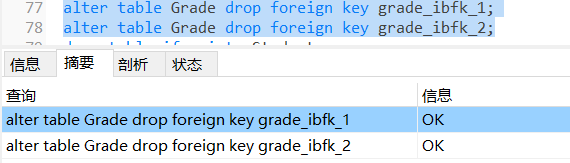 77 alter table Grade drop foreign key grade_ibfk_1;
78 alter table Grade drop foreign key grade_ibfk_2;
信息 摘要 剖析 状态
查询 信息
alter table Grade drop foreign key grade_ibfk_1 OK
alter table Grade drop foreign key grade_ibfk_2 OK